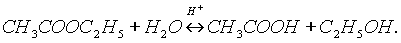 CH₃COOC₂H₅ + H₂O ⇔^{H⁺} CH₃COOH + C₂H₅OH.